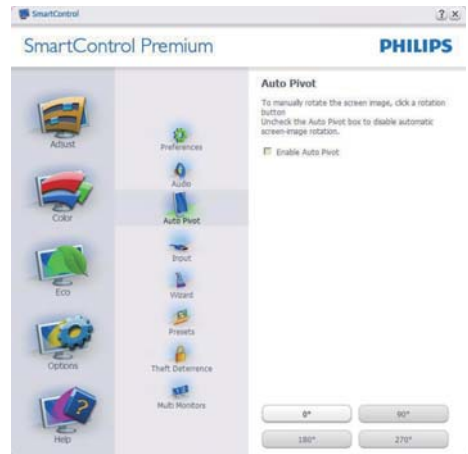 SmartControl
SmartControl Premium
PHILIPS
Adjust
Color
Eco
Options
Help
Preferences
Audio
Auto Pivot
Input
Wizard
Presets
Theft Deterrence
Multi Monitors
Auto Pivot
To manually rotate the screen image, click a rotation
button
Uncheck the Auto Pivot box to disable automatic
screen-image rotation.
Enable Auto Pivot
0°
90°
180°
270°